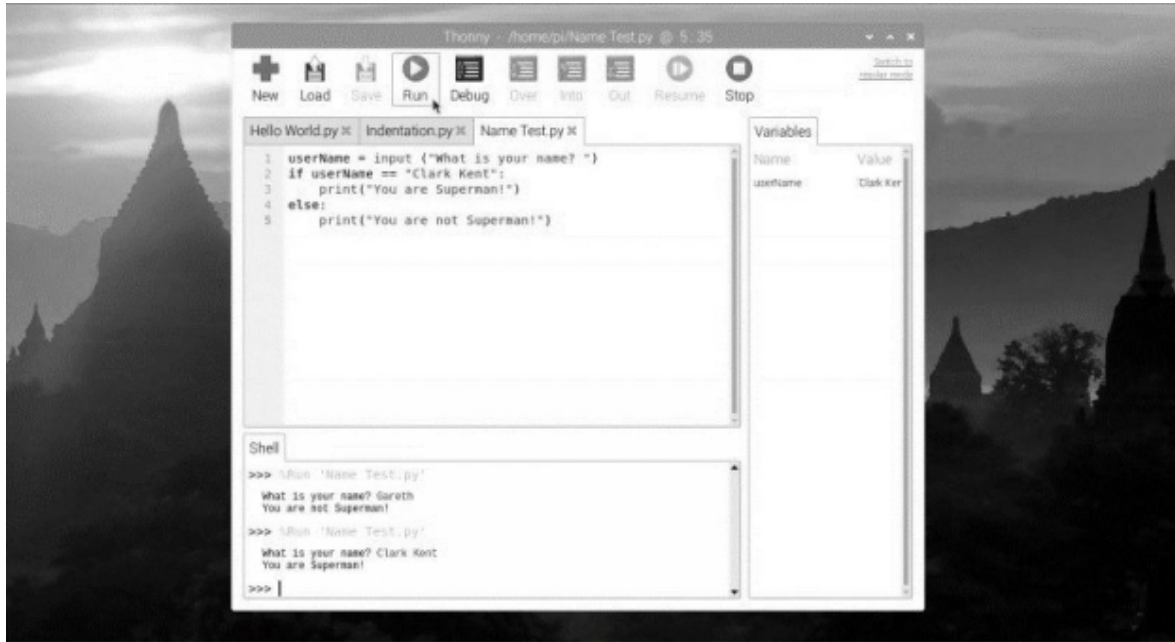 Thonny - /home/pi/Name Test.py @ 5:35
Switch to
regular mode
New Load Save Run Debug Over Into Out Resume Stop
Hello World.py Indentation.py Name Test.py
1 userName = input ("What is your name? ")
2 if userName == "Clark Kent":
3     print("You are Superman!")
4 else:
5     print("You are not Superman!")
Variables
Name Value
userName Clark Ker
Shell
>>> %Run 'Name Test.py'
What is your name? Gareth
You are not Superman!
>>> %Run 'Name Test.py'
What is your name? Clark Kent
You are Superman!
>>>